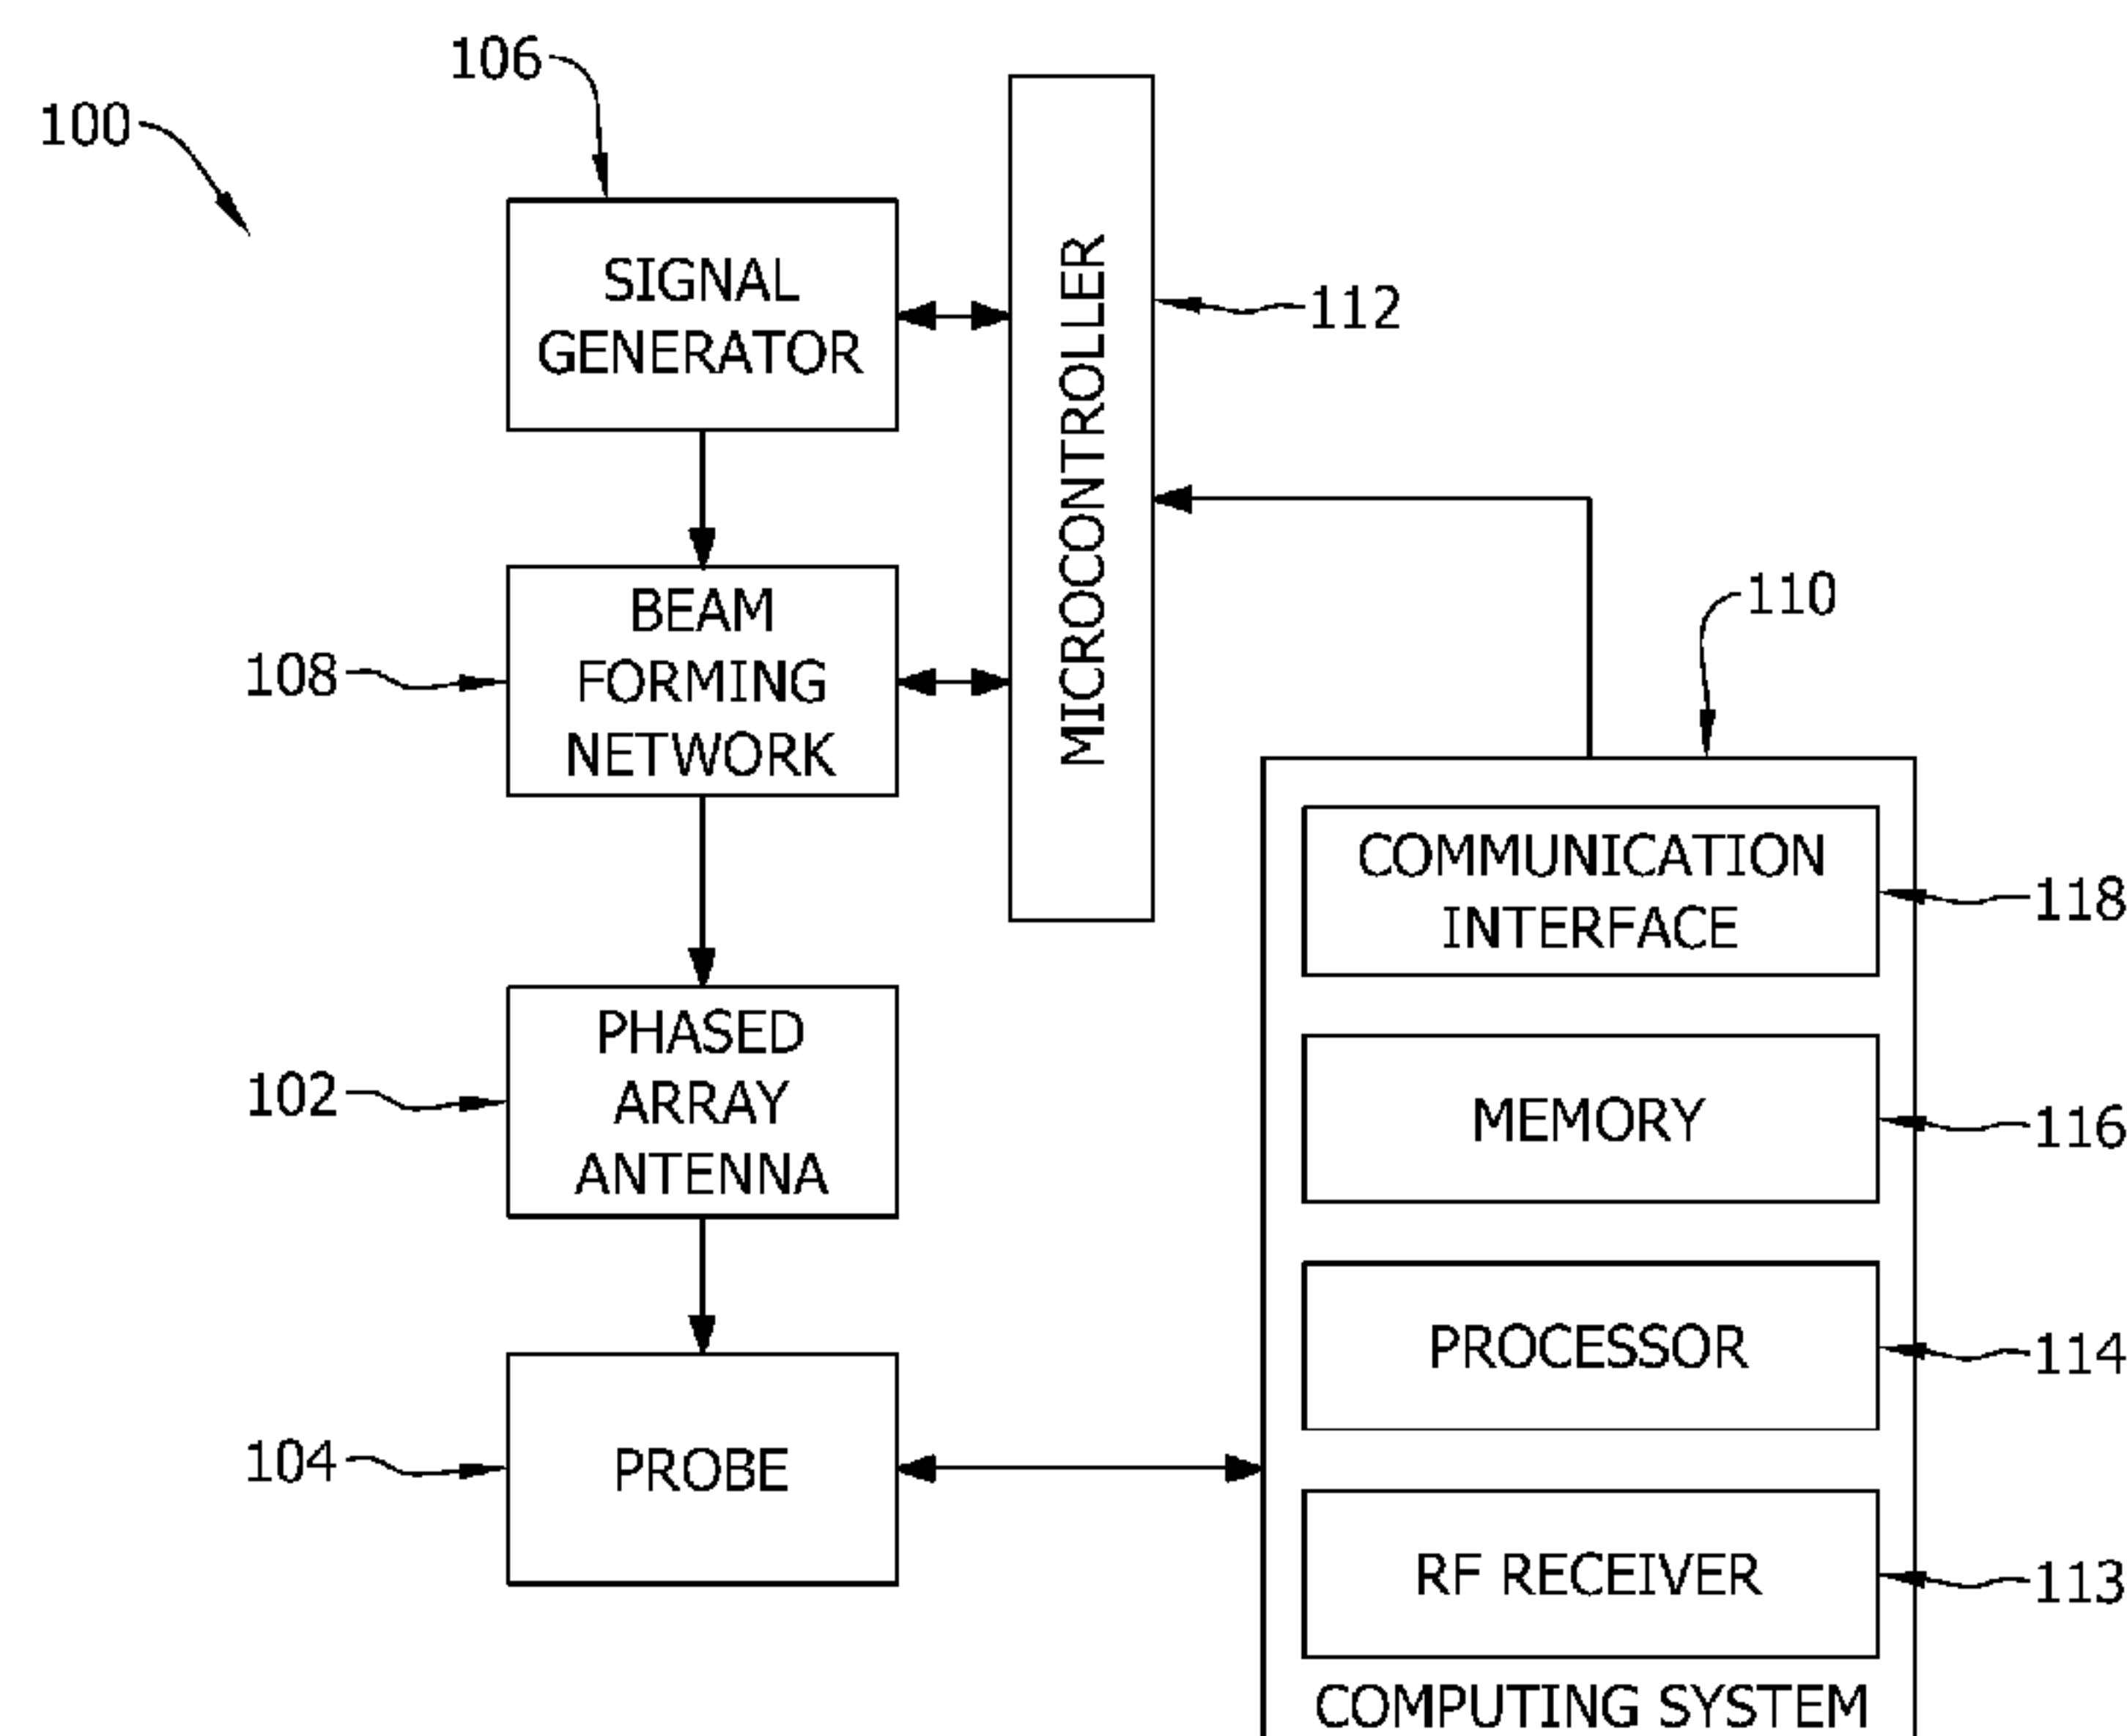 106
100
SIGNAL
GENERATOR
MICROCONTROLLER
112
BEAM
FORMING
NETWORK
108
110
COMMUNICATION
INTERFACE
118
PHASED
ARRAY
ANTENNA
102
MEMORY
116
PROCESSOR
114
PROBE
104
RF RECEIVER
113
COMPUTING SYSTEM